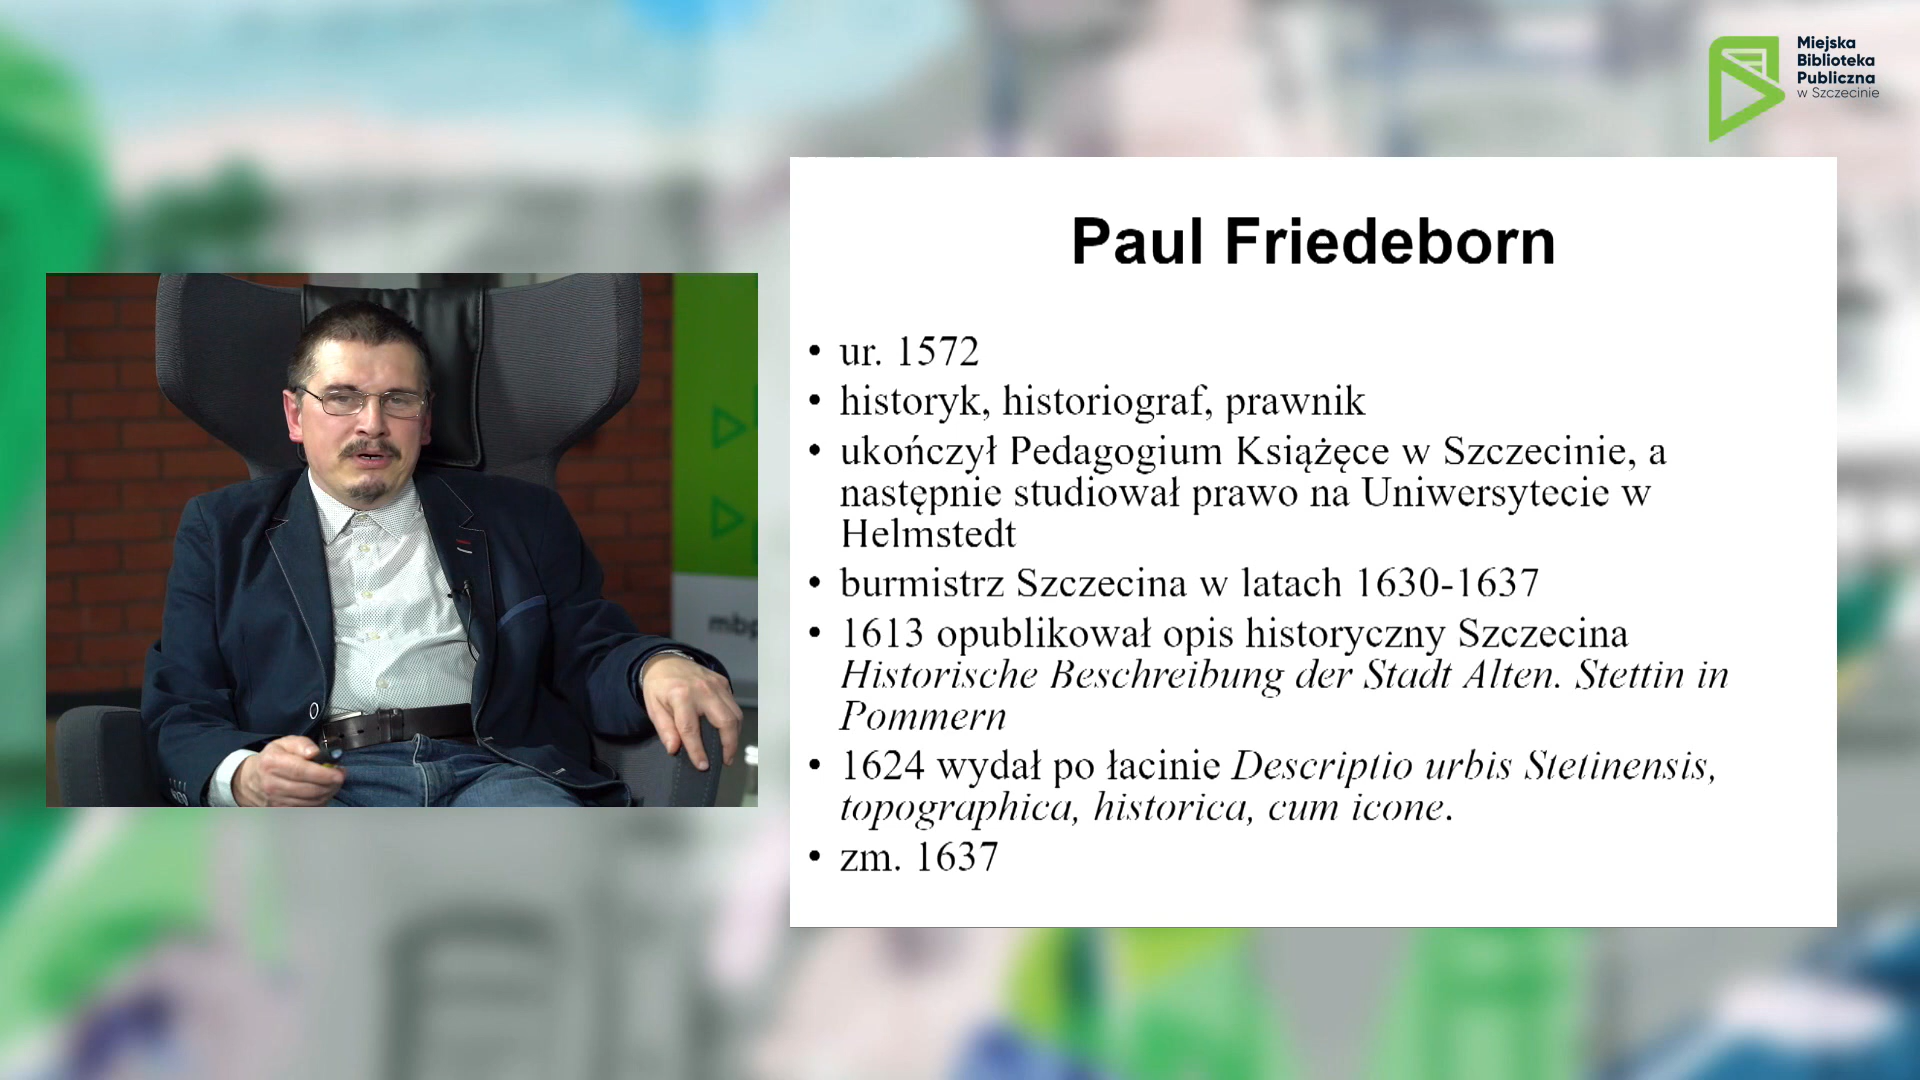 Miejska
Biblioteka
Publiczna
w Szczecinie
Paul Friedeborn
• ur. 1572
• historyk, historiograf, prawnik
• ukończył Pedagogium Książęce w Szczecinie, a
następnie studiował prawo na Uniwersytecie w
Helmstedt
• burmistrz Szczecina w latach 1630-1637
• 1613 opublikował opis historyczny Szczecina
Historische Beschreibung der Stadt Alten. Stettin in
Pommern
• 1624 wydał po łacinie Descriptio urbis Stetinensis,
topographica, historica, cum icone.
• zm. 1637
mbp